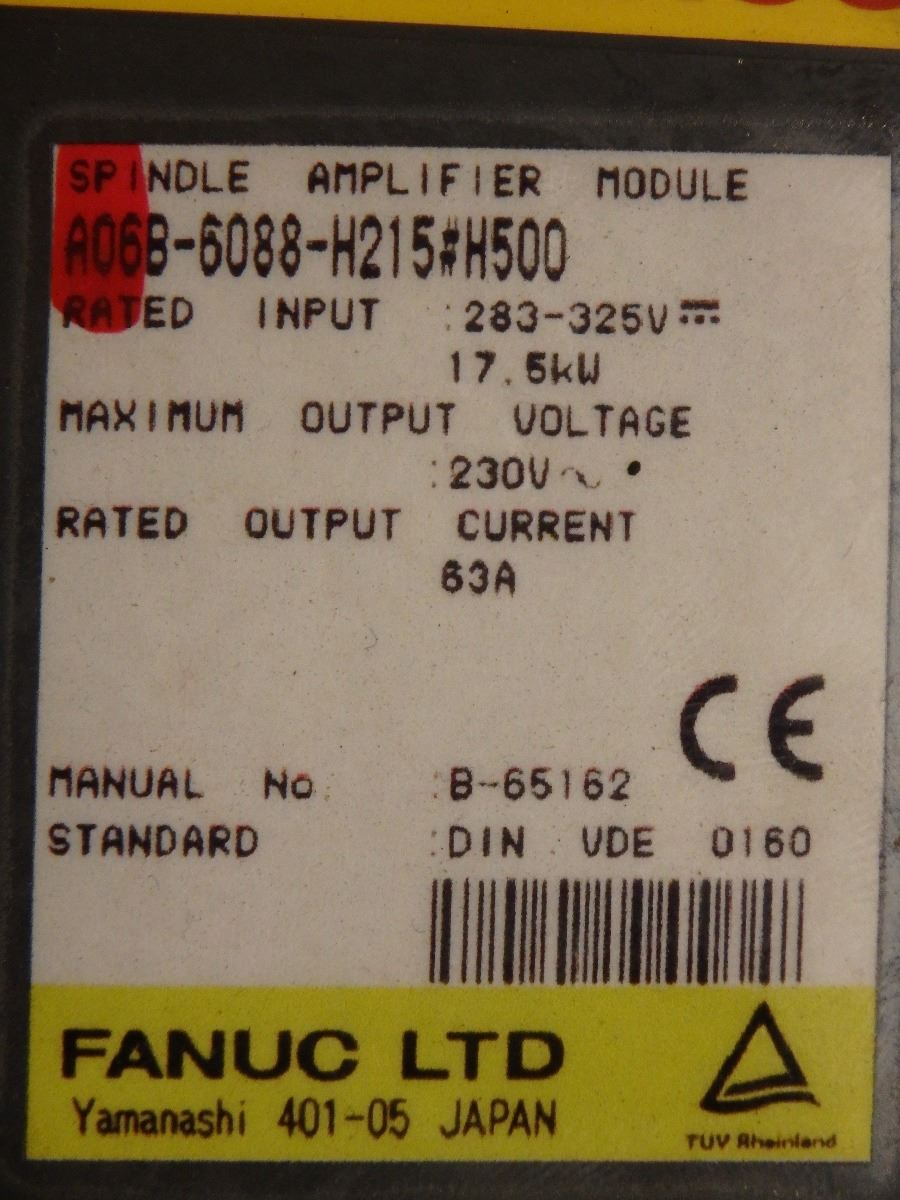 SPINDLE AMPLIFIER MODULE
A06B-6088-H215#H500
RATED INPUT :283-325V⎓
17.5kW
MAXIMUM OUTPUT VOLTAGE
:230V~
RATED OUTPUT CURRENT
63A
CE
MANUAL No :B-65162
STANDARD :DIN VDE 0160
FANUC LTD
Yamanashi 401-05 JAPAN
TUV Rheinland